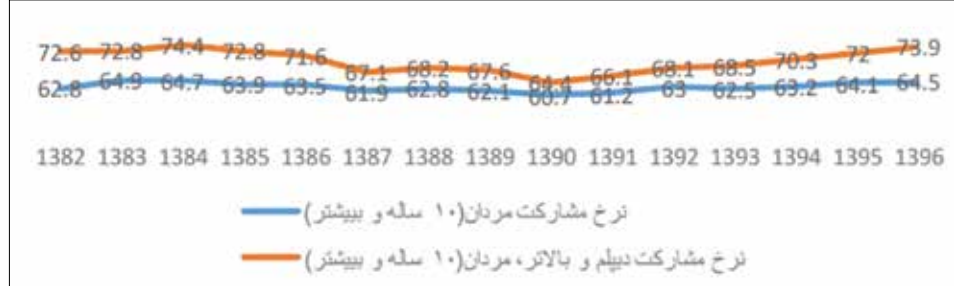 72.6 72.8 74.4 72.8 71.6 67.1 68.2 67.6 64.4 66.1 68.1 68.5 70.3 72 73.9
62.8 64.9 64.7 63.9 63.5 61.9 62.8 62.1 60.7 61.2 63 62.5 63.2 64.1 64.5
1382 1383 1384 1385 1386 1387 1388 1389 1390 1391 1392 1393 1394 1395 1396
نرخ مشارکت مردان(۱۰ ساله و بیشتر)
نرخ مشارکت دیپلم و بالاتر، مردان(۱۰ ساله و بیشتر)